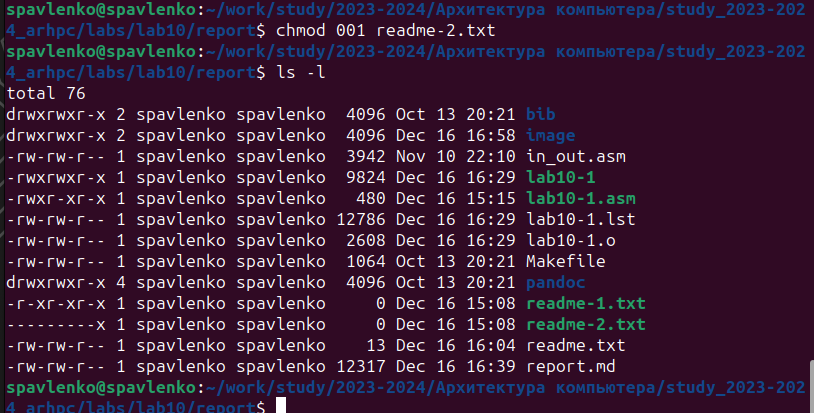 spavlenko@spavlenko:~/work/study/2023-2024/Архитектура компьютера/study_2023-202
4_arhpc/labs/lab10/report$ chmod 001 readme-2.txt
spavlenko@spavlenko:~/work/study/2023-2024/Архитектура компьютера/study_2023-202
4_arhpc/labs/lab10/report$ ls -l
total 76
drwxrwxr-x 2 spavlenko spavlenko  4096 Oct 13 20:21 bib
drwxrwxr-x 2 spavlenko spavlenko  4096 Dec 16 16:58 image
-rw-rw-r-- 1 spavlenko spavlenko  3942 Nov 10 22:10 in_out.asm
-rwxrwxr-x 1 spavlenko spavlenko  9824 Dec 16 16:29 lab10-1
-rwxr-xr-x 1 spavlenko spavlenko   480 Dec 16 15:15 lab10-1.asm
-rw-rw-r-- 1 spavlenko spavlenko 12786 Dec 16 16:29 lab10-1.lst
-rw-rw-r-- 1 spavlenko spavlenko  2608 Dec 16 16:29 lab10-1.o
-rw-rw-r-- 1 spavlenko spavlenko  1064 Oct 13 20:21 Makefile
drwxrwxr-x 4 spavlenko spavlenko  4096 Oct 13 20:21 pandoc
-r-xr-xr-x 1 spavlenko spavlenko     0 Dec 16 15:08 readme-1.txt
---------x 1 spavlenko spavlenko     0 Dec 16 15:08 readme-2.txt
-rw-rw-r-- 1 spavlenko spavlenko    13 Dec 16 16:04 readme.txt
-rw-rw-r-- 1 spavlenko spavlenko 12317 Dec 16 16:39 report.md
spavlenko@spavlenko:~/work/study/2023-2024/Архитектура компьютера/study_2023-202
4_arhpc/labs/lab10/report$